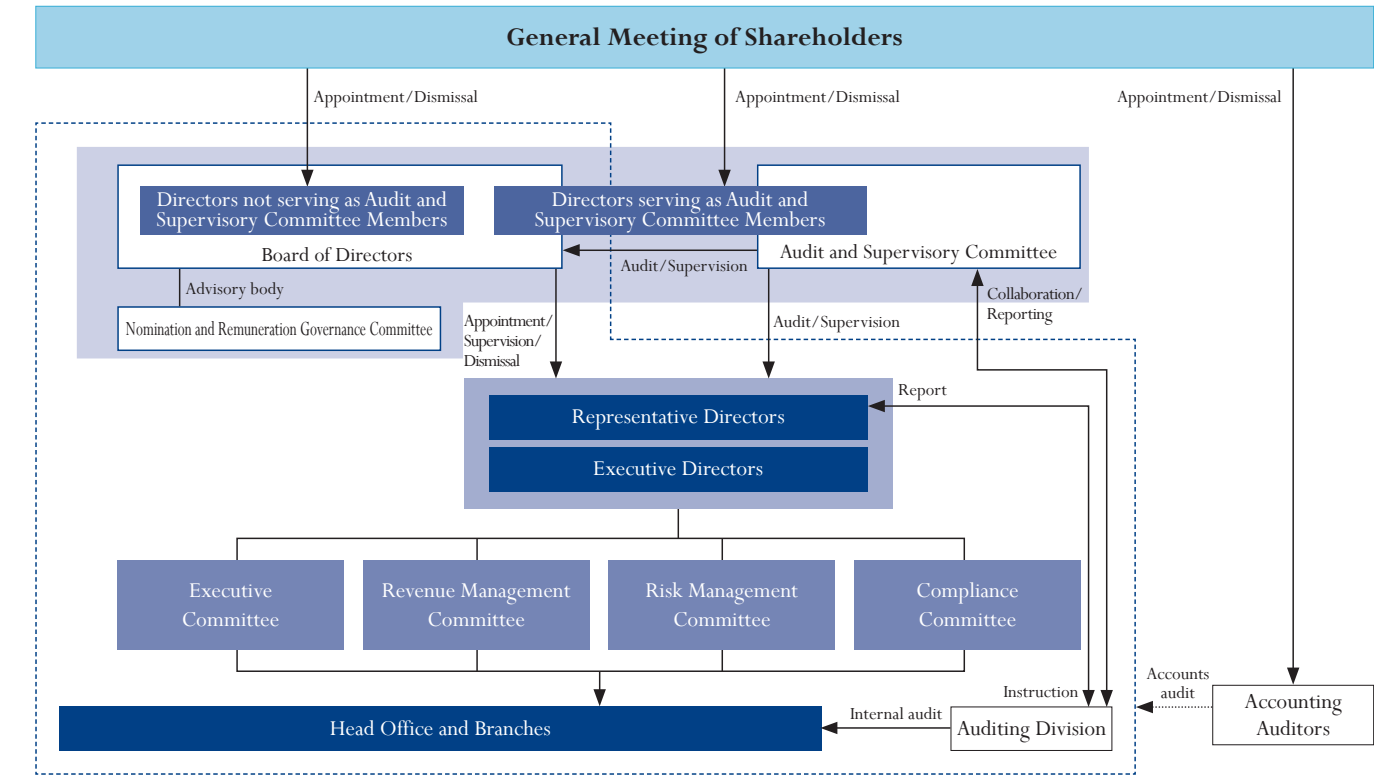 General Meeting of Shareholders
Appointment/Dismissal
Appointment/Dismissal
Appointment/Dismissal
Directors not serving as Audit and
Supervisory Committee Members
Directors serving as Audit and
Supervisory Committee Members
Board of Directors
Audit and Supervisory Committee
Audit/Supervision
Advisory body
Nomination and Remuneration Governance Committee
Appointment/
Supervision/
Dismissal
Audit/Supervision
Collaboration/
Reporting
Report
Representative Directors
Executive Directors
Executive
Committee
Revenue Management
Committee
Risk Management
Committee
Compliance
Committee
Instruction
Accounts
audit
Accounting
Auditors
Head Office and Branches
Internal audit
Auditing Division